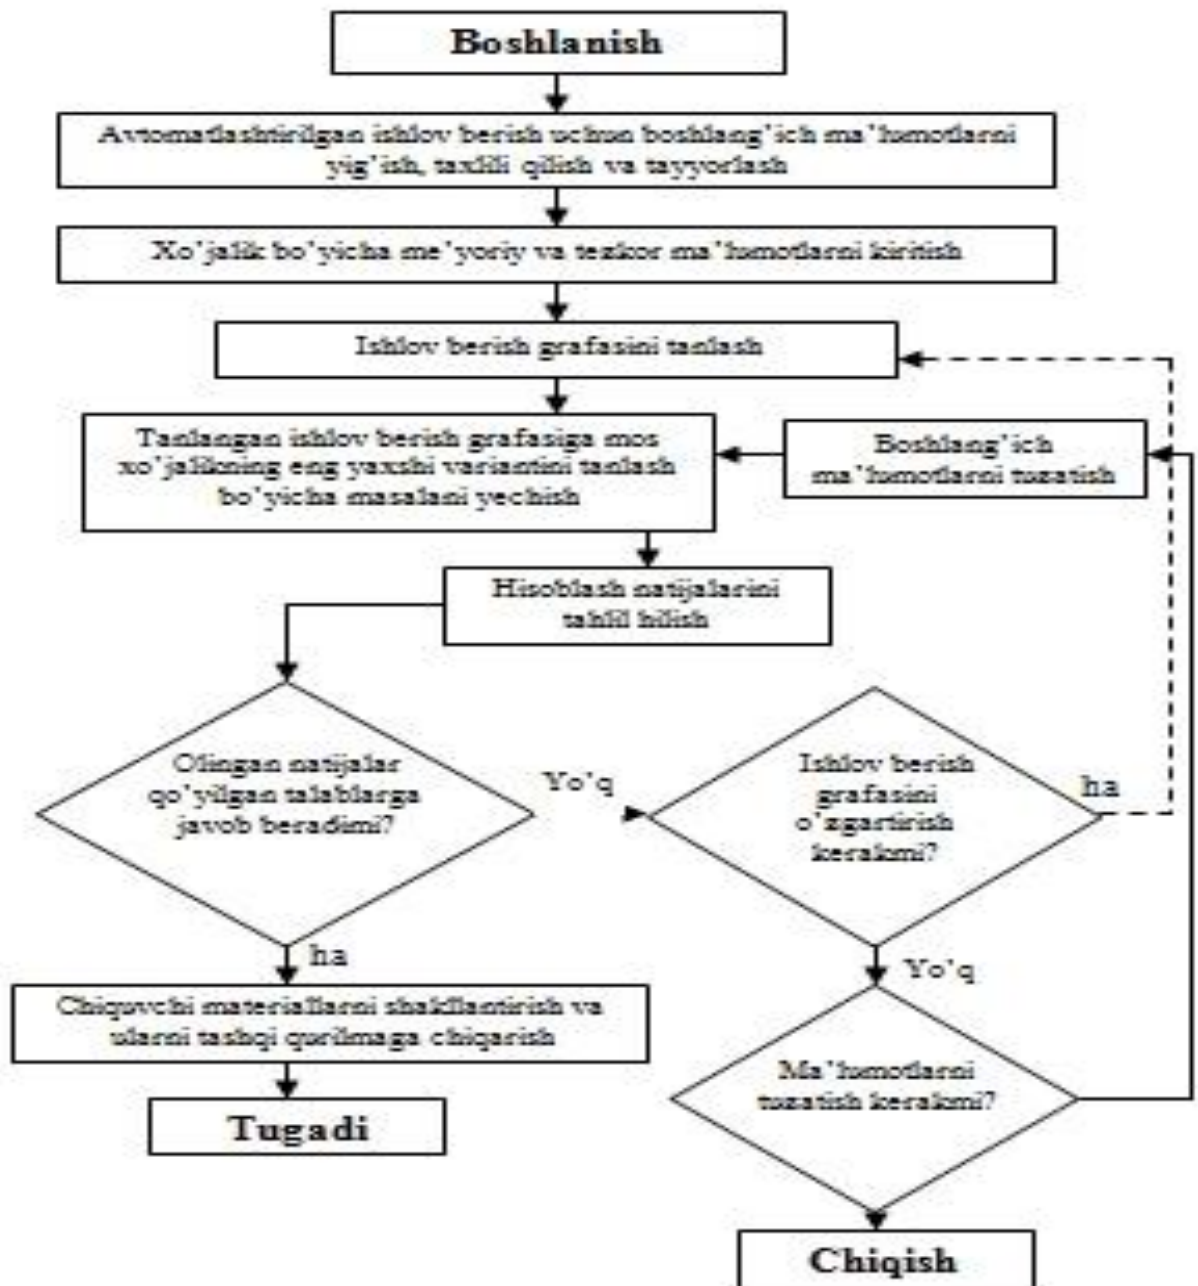 Boshlanish
Avtomatlashtirilgan ishlov berish uchun boshlang'ich ma'lumotlarni
yig'ish, taxlili qilish va tayyorlash
Xo'jalik bo'yicha me'yoriy va tezkor ma'lumotlarni kiritish
Ishlov berish grafasini tanlash
Tanlangan ishlov berish grafasiga mos
xo'jalikning eng yaxshi variantini tanlash
bo'yicha masalani yechish
Boshlang'ich
ma'lumotlarni tuzatish
Hisoblash natijalarini
tahlil hilish
Olingan natijalar
qo'yilgan talablarga
javob beradimi?
Yo'q
Ishlov berish
grafasini
o'zgartirish
kerakmi?
ha
ha
Yo'q
Chiquvchi materiallarni shakllantirish va
ularni tashqi qurilmaga chiqarish
Ma'lumotlarni
tuzatish kerakmi?
Tugadi
Chiqish